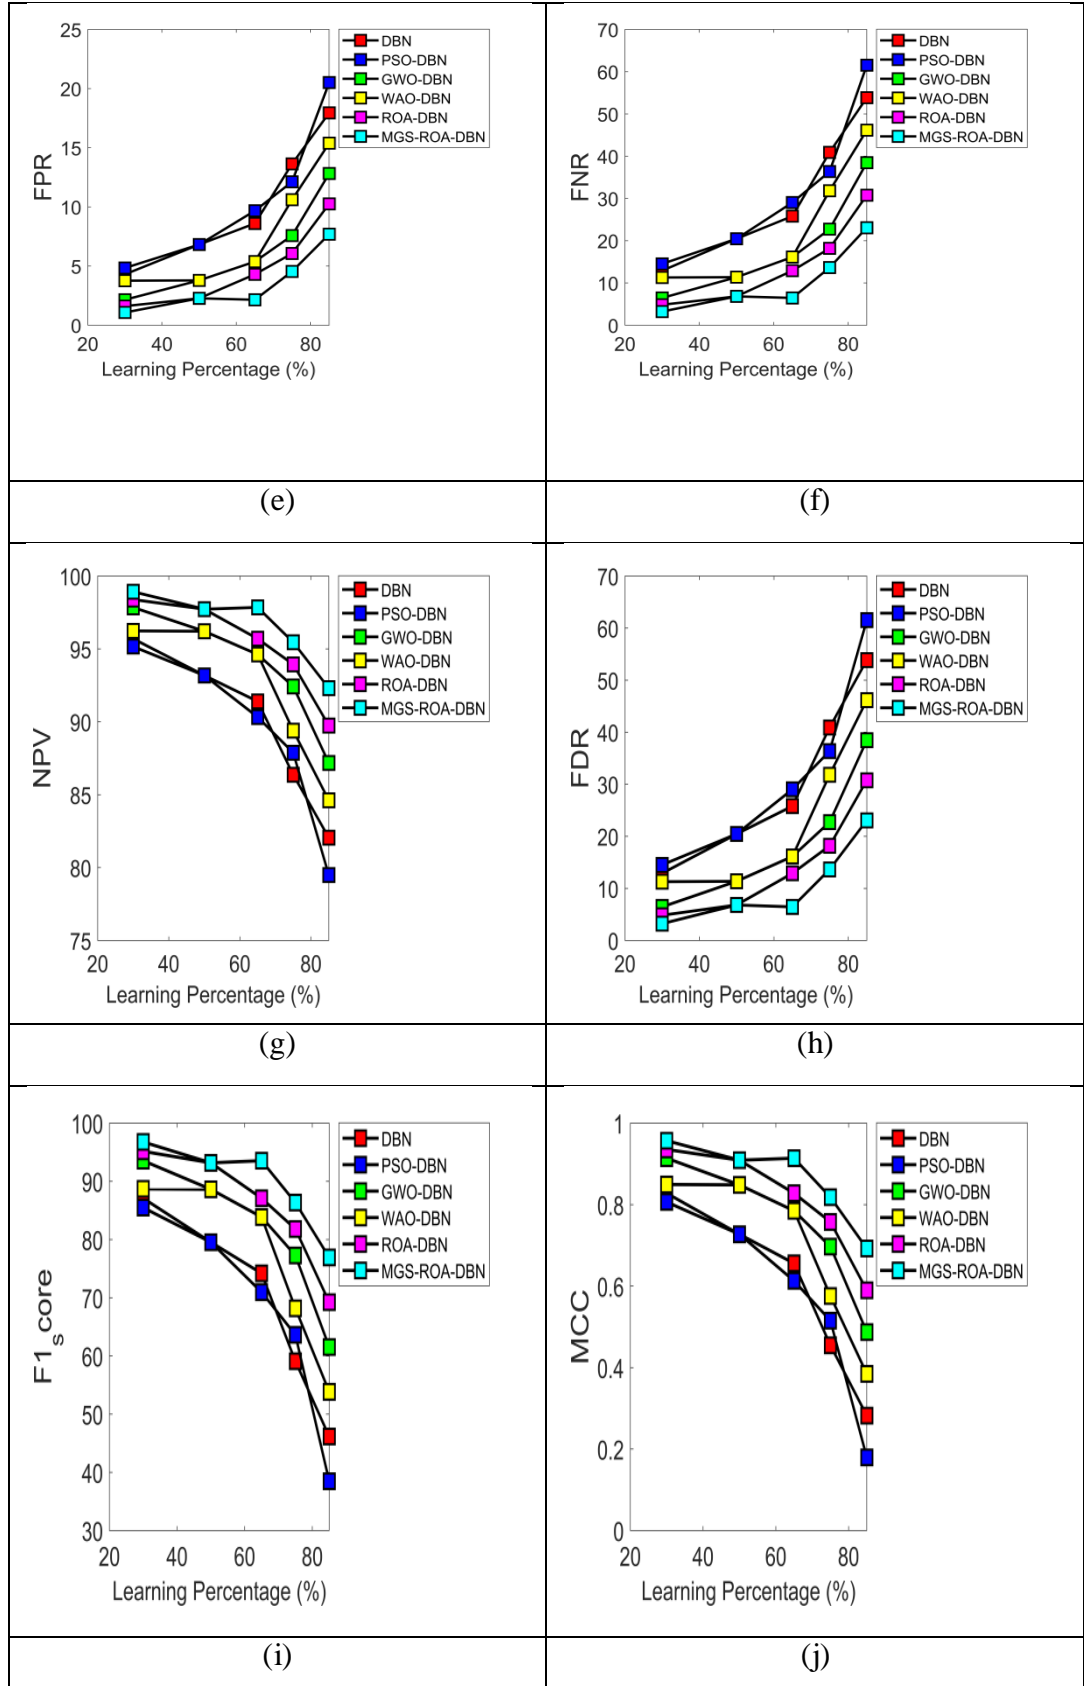 25
20
15
10
5
0
20
40
60
80
FPR
Learning Percentage (%)
DBN
PSO-DBN
GWO-DBN
WAO-DBN
ROA-DBN
MGS-ROA-DBN
70
60
50
40
30
20
10
0
20
40
60
80
FNR
Learning Percentage (%)
DBN
PSO-DBN
GWO-DBN
WAO-DBN
ROA-DBN
MGS-ROA-DBN
(e)
(f)
100
95
90
85
80
75
20
40
60
80
NPV
Learning Percentage (%)
DBN
PSO-DBN
GWO-DBN
WAO-DBN
ROA-DBN
MGS-ROA-DBN
70
60
50
40
30
20
10
0
20
40
60
80
FDR
Learning Percentage (%)
DBN
PSO-DBN
GWO-DBN
WAO-DBN
ROA-DBN
MGS-ROA-DBN
(g)
(h)
100
90
80
70
60
50
40
30
20
40
60
80
F1score
Learning Percentage (%)
DBN
PSO-DBN
GWO-DBN
WAO-DBN
ROA-DBN
MGS-ROA-DBN
1
0.8
0.6
0.4
0.2
0
20
40
60
80
MCC
Learning Percentage (%)
DBN
PSO-DBN
GWO-DBN
WAO-DBN
ROA-DBN
MGS-ROA-DBN
(i)
(j)